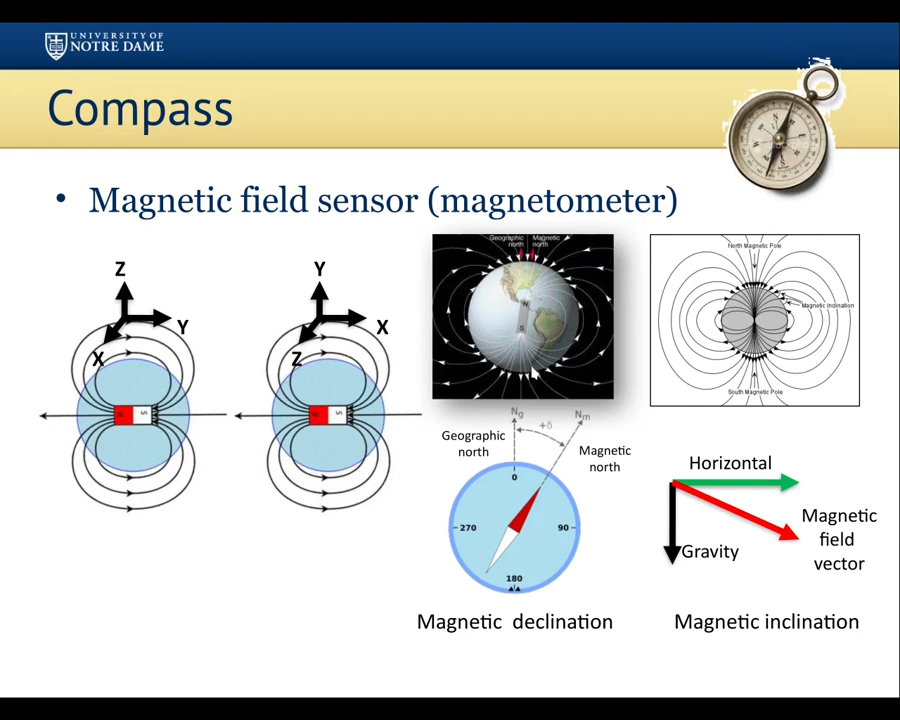 UNIVERSITY OF
NOTRE DAME
Compass
• Magnetic field sensor (magnetometer)
Z
Y
X
Y
X
Z
S
S
Geographic north
Magnetic north
N
S
North Magnetic Pole
Magnetic Inclination
South Magnetic Pole
Ng
Nm
+δ
Geographic
north
Magnetic
north
0
270
90
180
Magnetic declination
Horizontal
Gravity
Magnetic
field
vector
Magnetic inclination